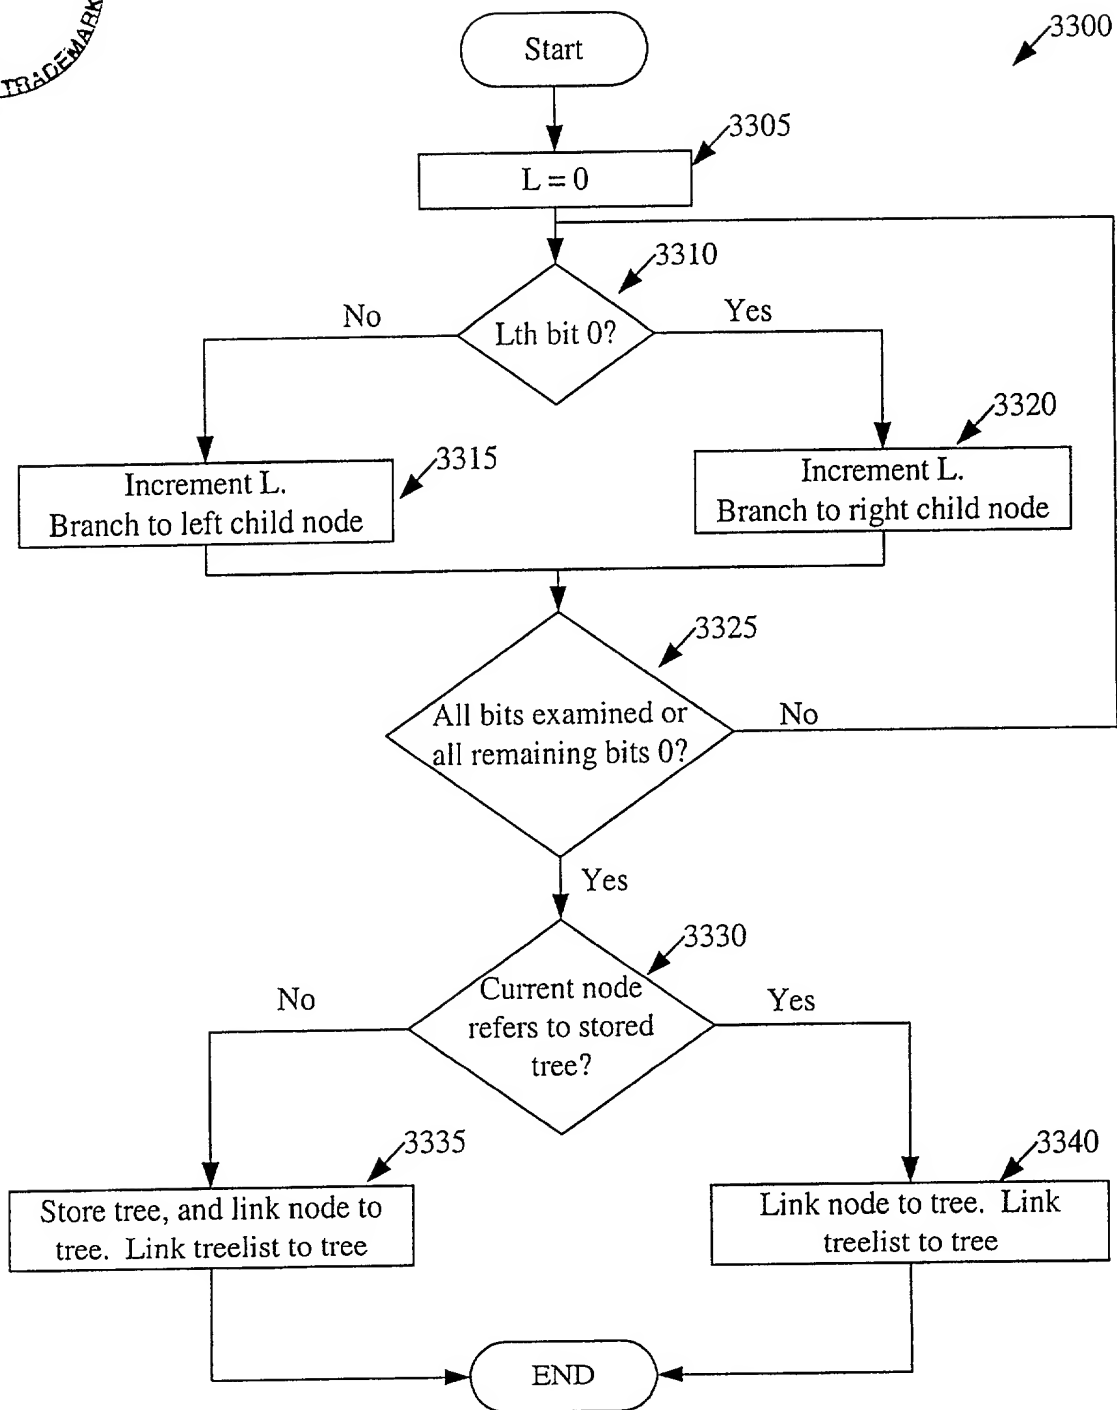 TRADEMARK
3300
Start
3305
L = 0
3310
No
Lth bit 0?
Yes
3315
3320
Increment L.
Branch to left child node
Increment L.
Branch to right child node
3325
All bits examined or
all remaining bits 0?
No
Yes
3330
No
Current node
refers to stored
tree?
Yes
3335
3340
Store tree, and link node to
tree. Link treelist to tree
Link node to tree. Link
treelist to tree
END